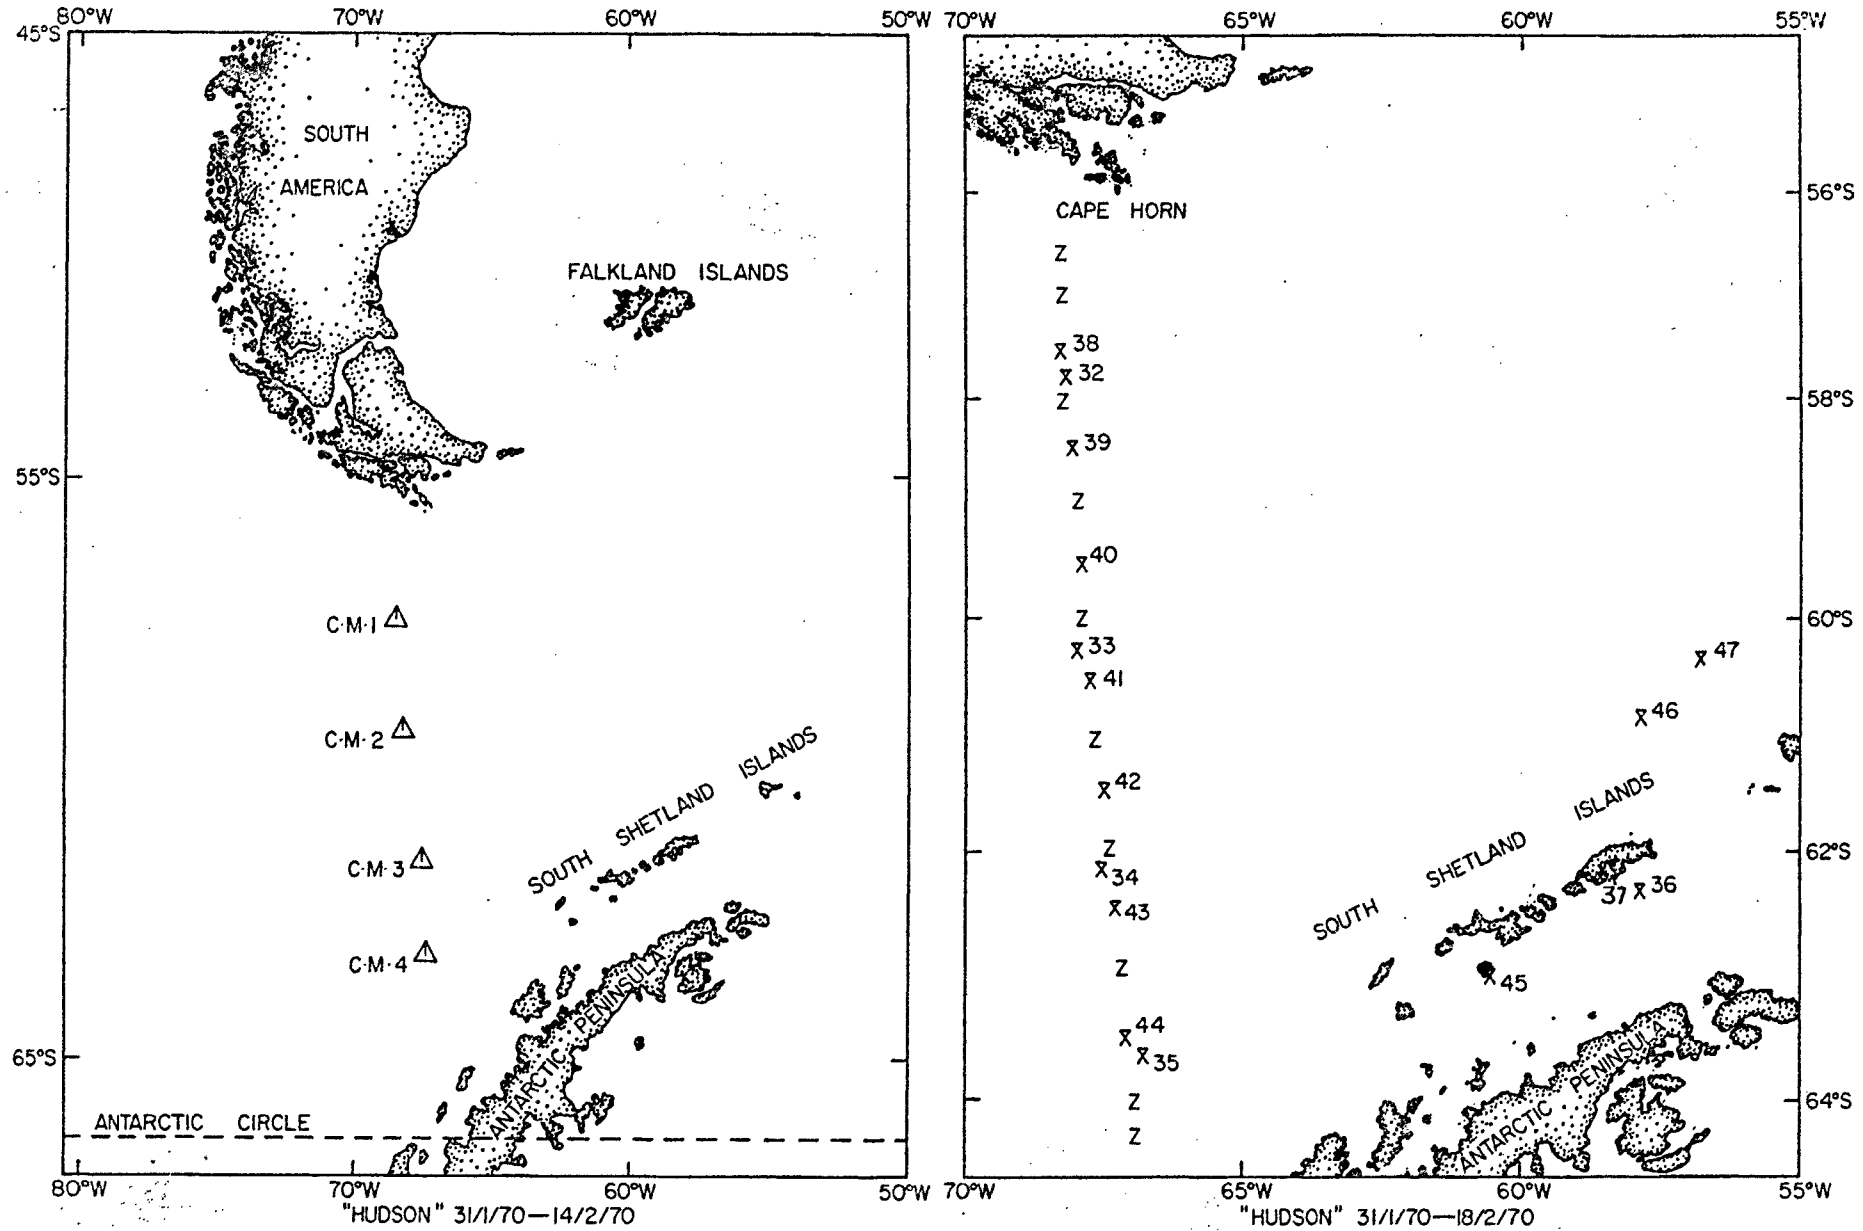 80°W 70°W 60°W 50°W
45°S
SOUTH
AMERICA
FALKLAND ISLANDS
55°S
C·M·1
C·M·2
C·M·3
C·M·4
SOUTH SHETLAND ISLANDS
ANTARCTIC PENINSULA
65°S
ANTARCTIC CIRCLE
80°W 70°W 60°W 50°W
"HUDSON" 31/1/70—14/2/70
70°W 65°W 60°W 55°W
56°S
CAPE HORN
Z
Z
38
32
58°S
Z
39
Z
40
Z
60°S
33
47
41
46
Z
42
Z
62°S
34
SOUTH SHETLAND ISLANDS
37 36
43
Z
45
44
35
ANTARCTIC PENINSULA
Z
64°S
Z
70°W 65°W 60°W 55°W
"HUDSON" 31/1/70—18/2/70